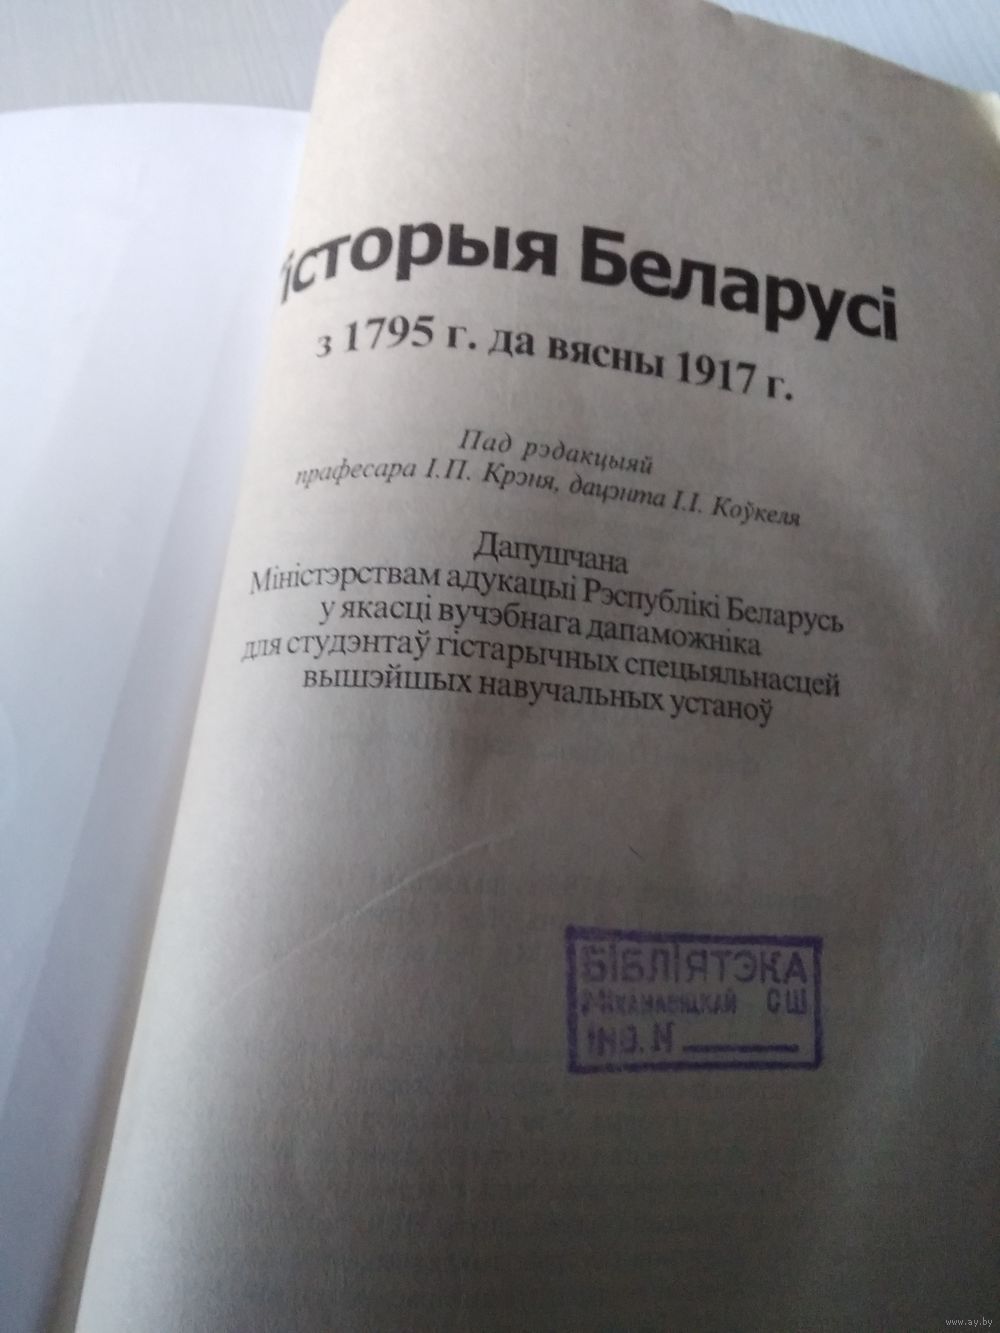 гісторыя Беларусі
з 1795 г. да вясны 1917 г.
Пад рэдакцыяй
прафесара І.П. Крэня, дацэнта І.І. Коўкеля
Дапушчана
Міністэрствам адукацыі Рэспублікі Беларусь
у якасці вучэбнага дапаможніка
для студэнтаў гістарычных спецыяльнасцей
вышэйшых навучальных устаноў
БІБЛІЯТЭКА
СШ
ІНВ. N
www.ay.by